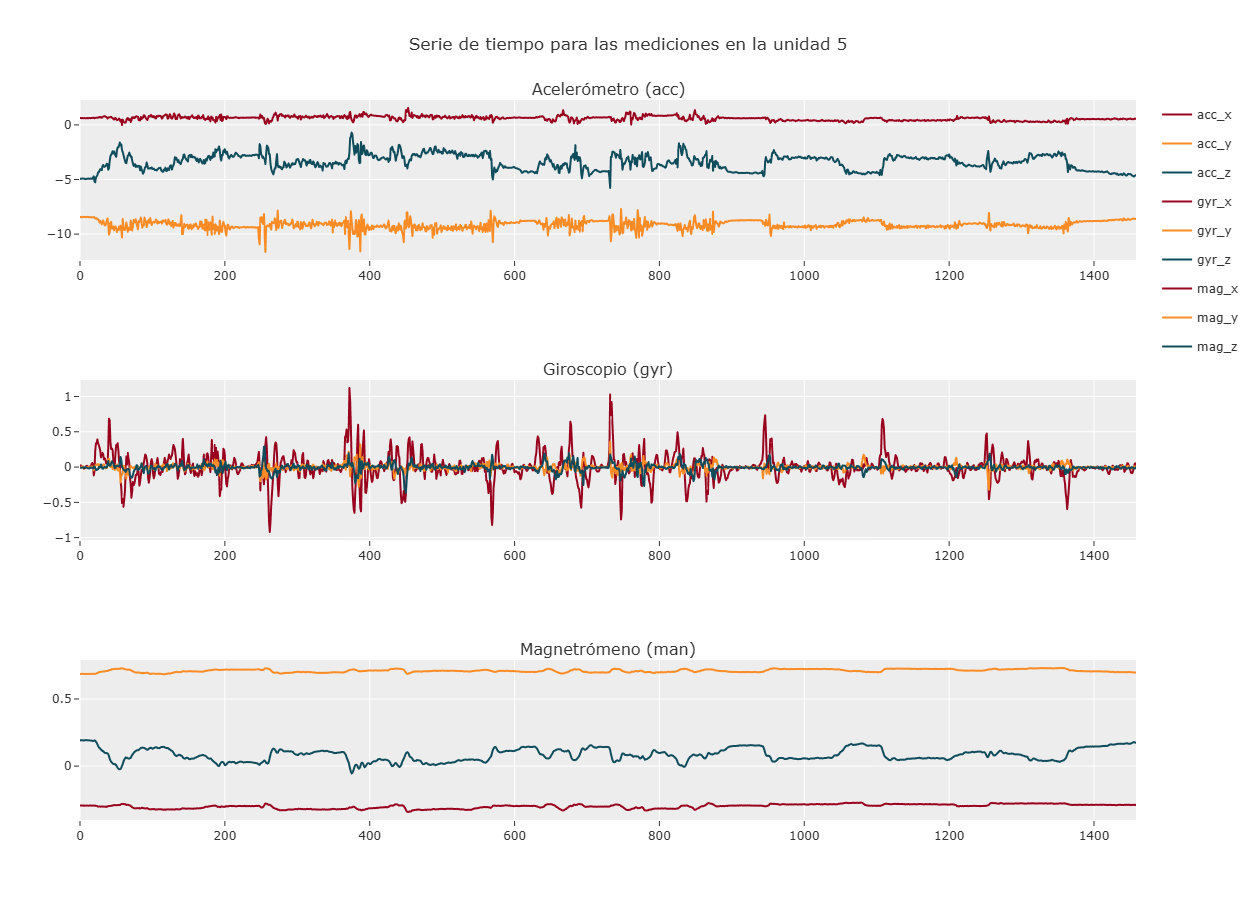 Serie de tiempo para las mediciones en la unidad 5
Acelerómetro (acc)
0
−5
−10
0 200 400 600 800 1000 1200 1400
acc_x
acc_y
acc_z
gyr_x
gyr_y
gyr_z
mag_x
mag_y
mag_z
Giroscopio (gyr)
1
0.5
0
−0.5
−1
0 200 400 600 800 1000 1200 1400
Magnetrómeno (man)
0.5
0
0 200 400 600 800 1000 1200 1400